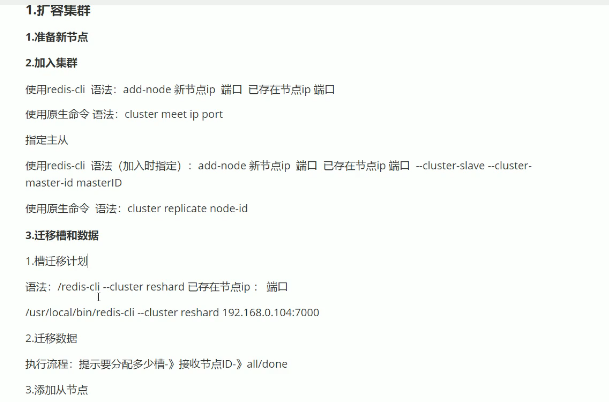 1.扩容集群
1.准备新节点
2.加入集群
使用redis-cli 语法：add-node 新节点ip 端口 已存在节点ip 端口
使用原生命令 语法：cluster meet ip port
指定主从
使用redis-cli 语法（加入时指定）：add-node 新节点ip 端口 已存在节点ip 端口 --cluster-slave --cluster-
master-id masterID
使用原生命令 语法：cluster replicate node-id
3.迁移槽和数据
1.槽迁移计划
语法：/redis-cli --cluster reshard 已存在节点ip ： 端口
/usr/local/bin/redis-cli --cluster reshard 192.168.0.104:7000
2.迁移数据
执行流程：提示要分配多少槽-》接收节点ID-》all/done
3.添加从节点